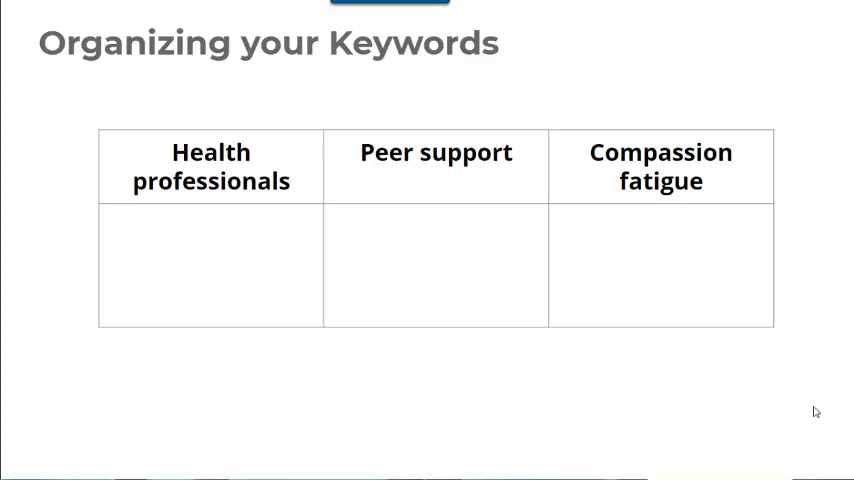 Organizing your Keywords
Health
professionals
Peer support
Compassion
fatigue